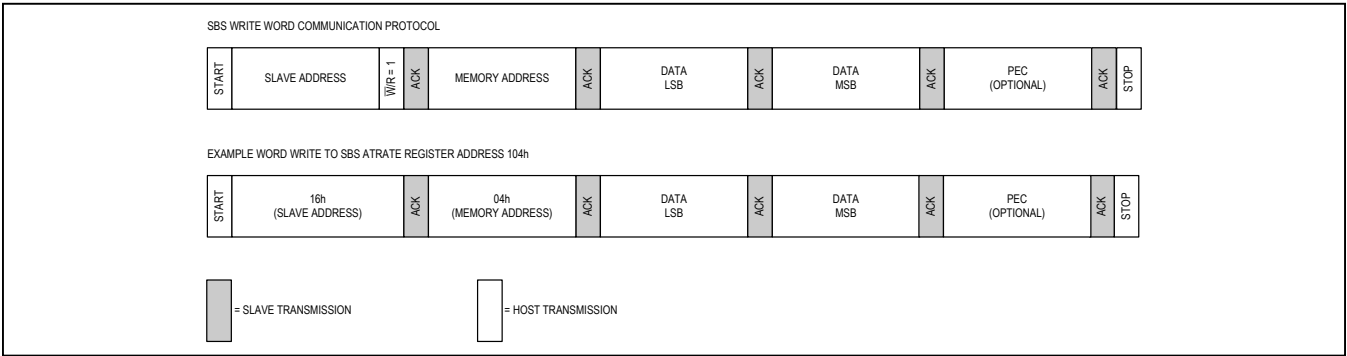 SBS WRITE WORD COMMUNICATION PROTOCOL
START
SLAVE ADDRESS
W̅/R = 1
ACK
MEMORY ADDRESS
ACK
DATA
LSB
ACK
DATA
MSB
ACK
PEC
(OPTIONAL)
ACK
STOP
EXAMPLE WORD WRITE TO SBS ATRATE REGISTER ADDRESS 104h
START
16h
(SLAVE ADDRESS)
ACK
04h
(MEMORY ADDRESS)
ACK
DATA
LSB
ACK
DATA
MSB
ACK
PEC
(OPTIONAL)
ACK
STOP
= SLAVE TRANSMISSION
= HOST TRANSMISSION